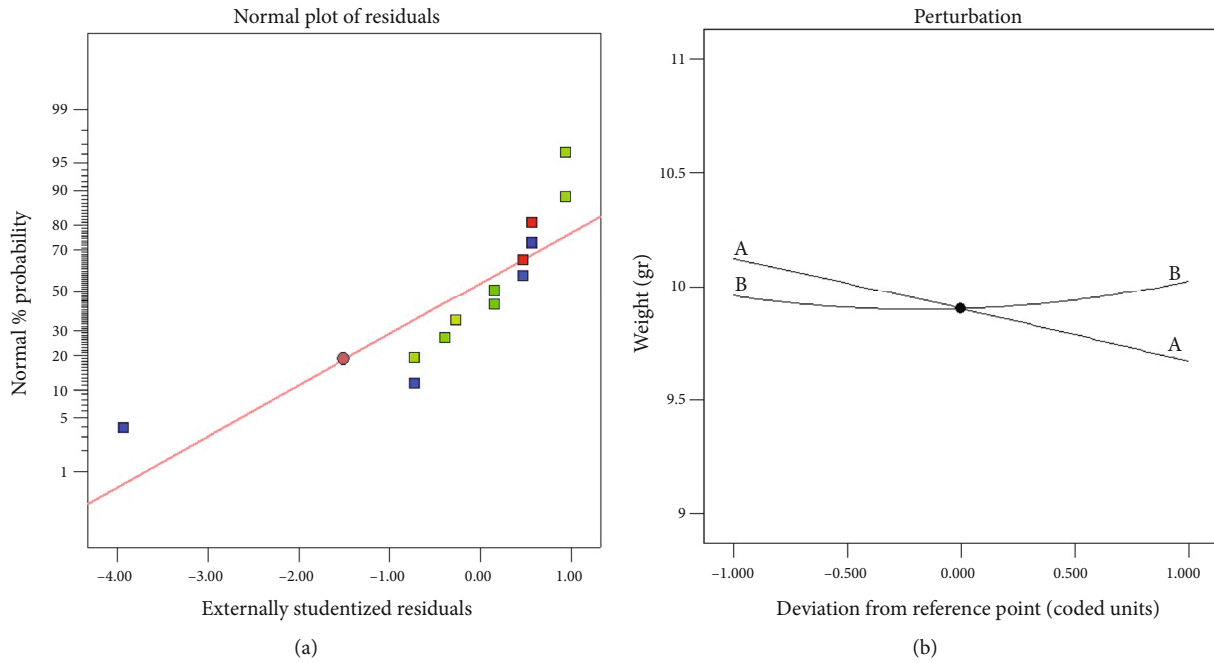 Normal plot of residuals
99
95
90
80
70
50
30
20
10
5
1
Normal % probability
–4.00
–3.00
–2.00
–1.00
0.00
1.00
Externally studentized residuals
(a)
Perturbation
11
10.5
10
9.5
9
Weight (gr)
A
B
B
A
–1.000
–0.500
0.000
0.500
1.000
Deviation from reference point (coded units)
(b)